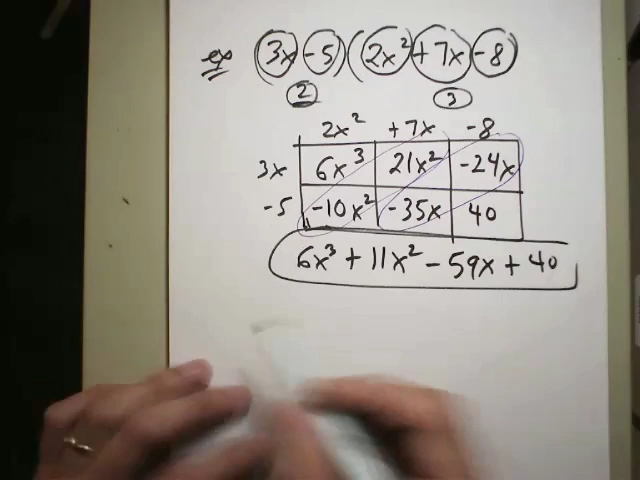 ex (3x - 5)(2x² + 7x - 8)
2 3
2x² +7x -8
3x 6x³ 21x² -24x
-5 -10x² -35x 40
6x³ + 11x² - 59x + 40